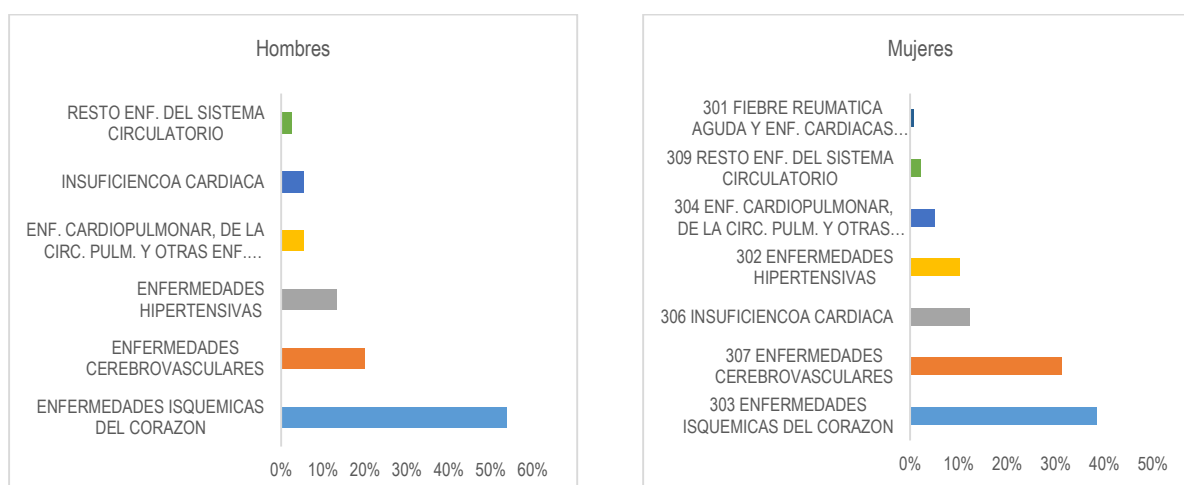 Hombres
RESTO ENF. DEL SISTEMA
CIRCULATORIO
INSUFICIENCOA CARDIACA
ENF. CARDIOPULMONAR, DE LA
CIRC. PULM. Y OTRAS ENF.…
ENFERMEDADES
HIPERTENSIVAS
ENFERMEDADES
CEREBROVASCULARES
ENFERMEDADES ISQUEMICAS
DEL CORAZON
0% 10% 20% 30% 40% 50% 60%
Mujeres
301 FIEBRE REUMATICA
AGUDA Y ENF. CARDIACAS…
309 RESTO ENF. DEL SISTEMA
CIRCULATORIO
304 ENF. CARDIOPULMONAR,
DE LA CIRC. PULM. Y OTRAS…
302 ENFERMEDADES
HIPERTENSIVAS
306 INSUFICIENCOA CARDIACA
307 ENFERMEDADES
CEREBROVASCULARES
303 ENFERMEDADES
ISQUEMICAS DEL CORAZON
0% 10% 20% 30% 40% 50%